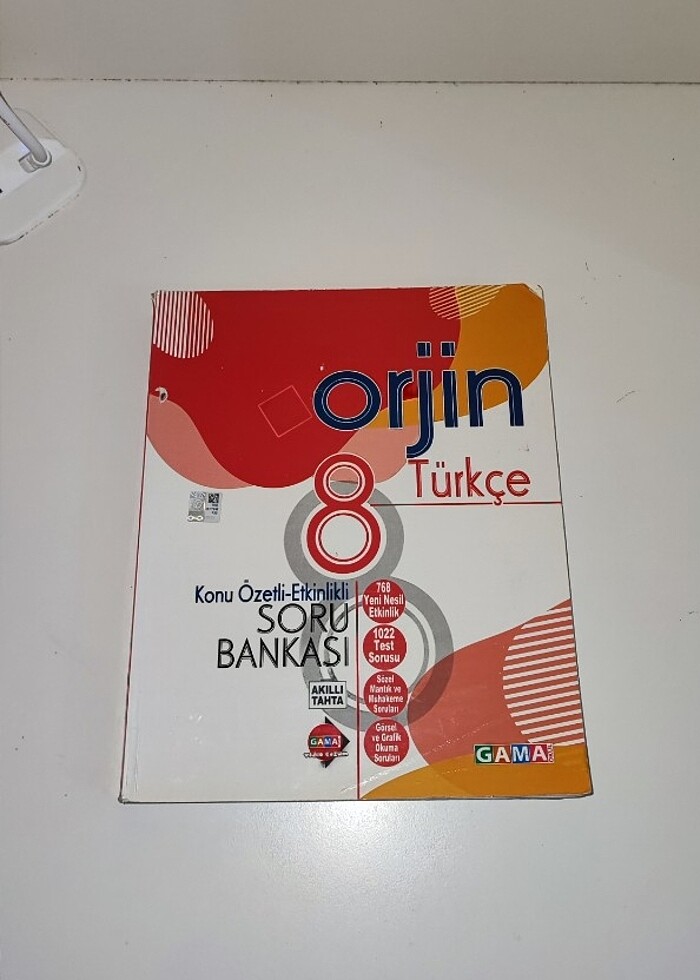 orjin
8
Türkçe
Konu Özetli-Etkinlikli
SORU
BANKASI
AKILLI
TAHTA
GAMA
768
Yeni Nesil
Etkinlik
1022
Test
Sorusu
Sözel
Mantık ve
Muhakeme
Soruları
Görsel
ve Grafik
Okuma
Soruları
GAMA